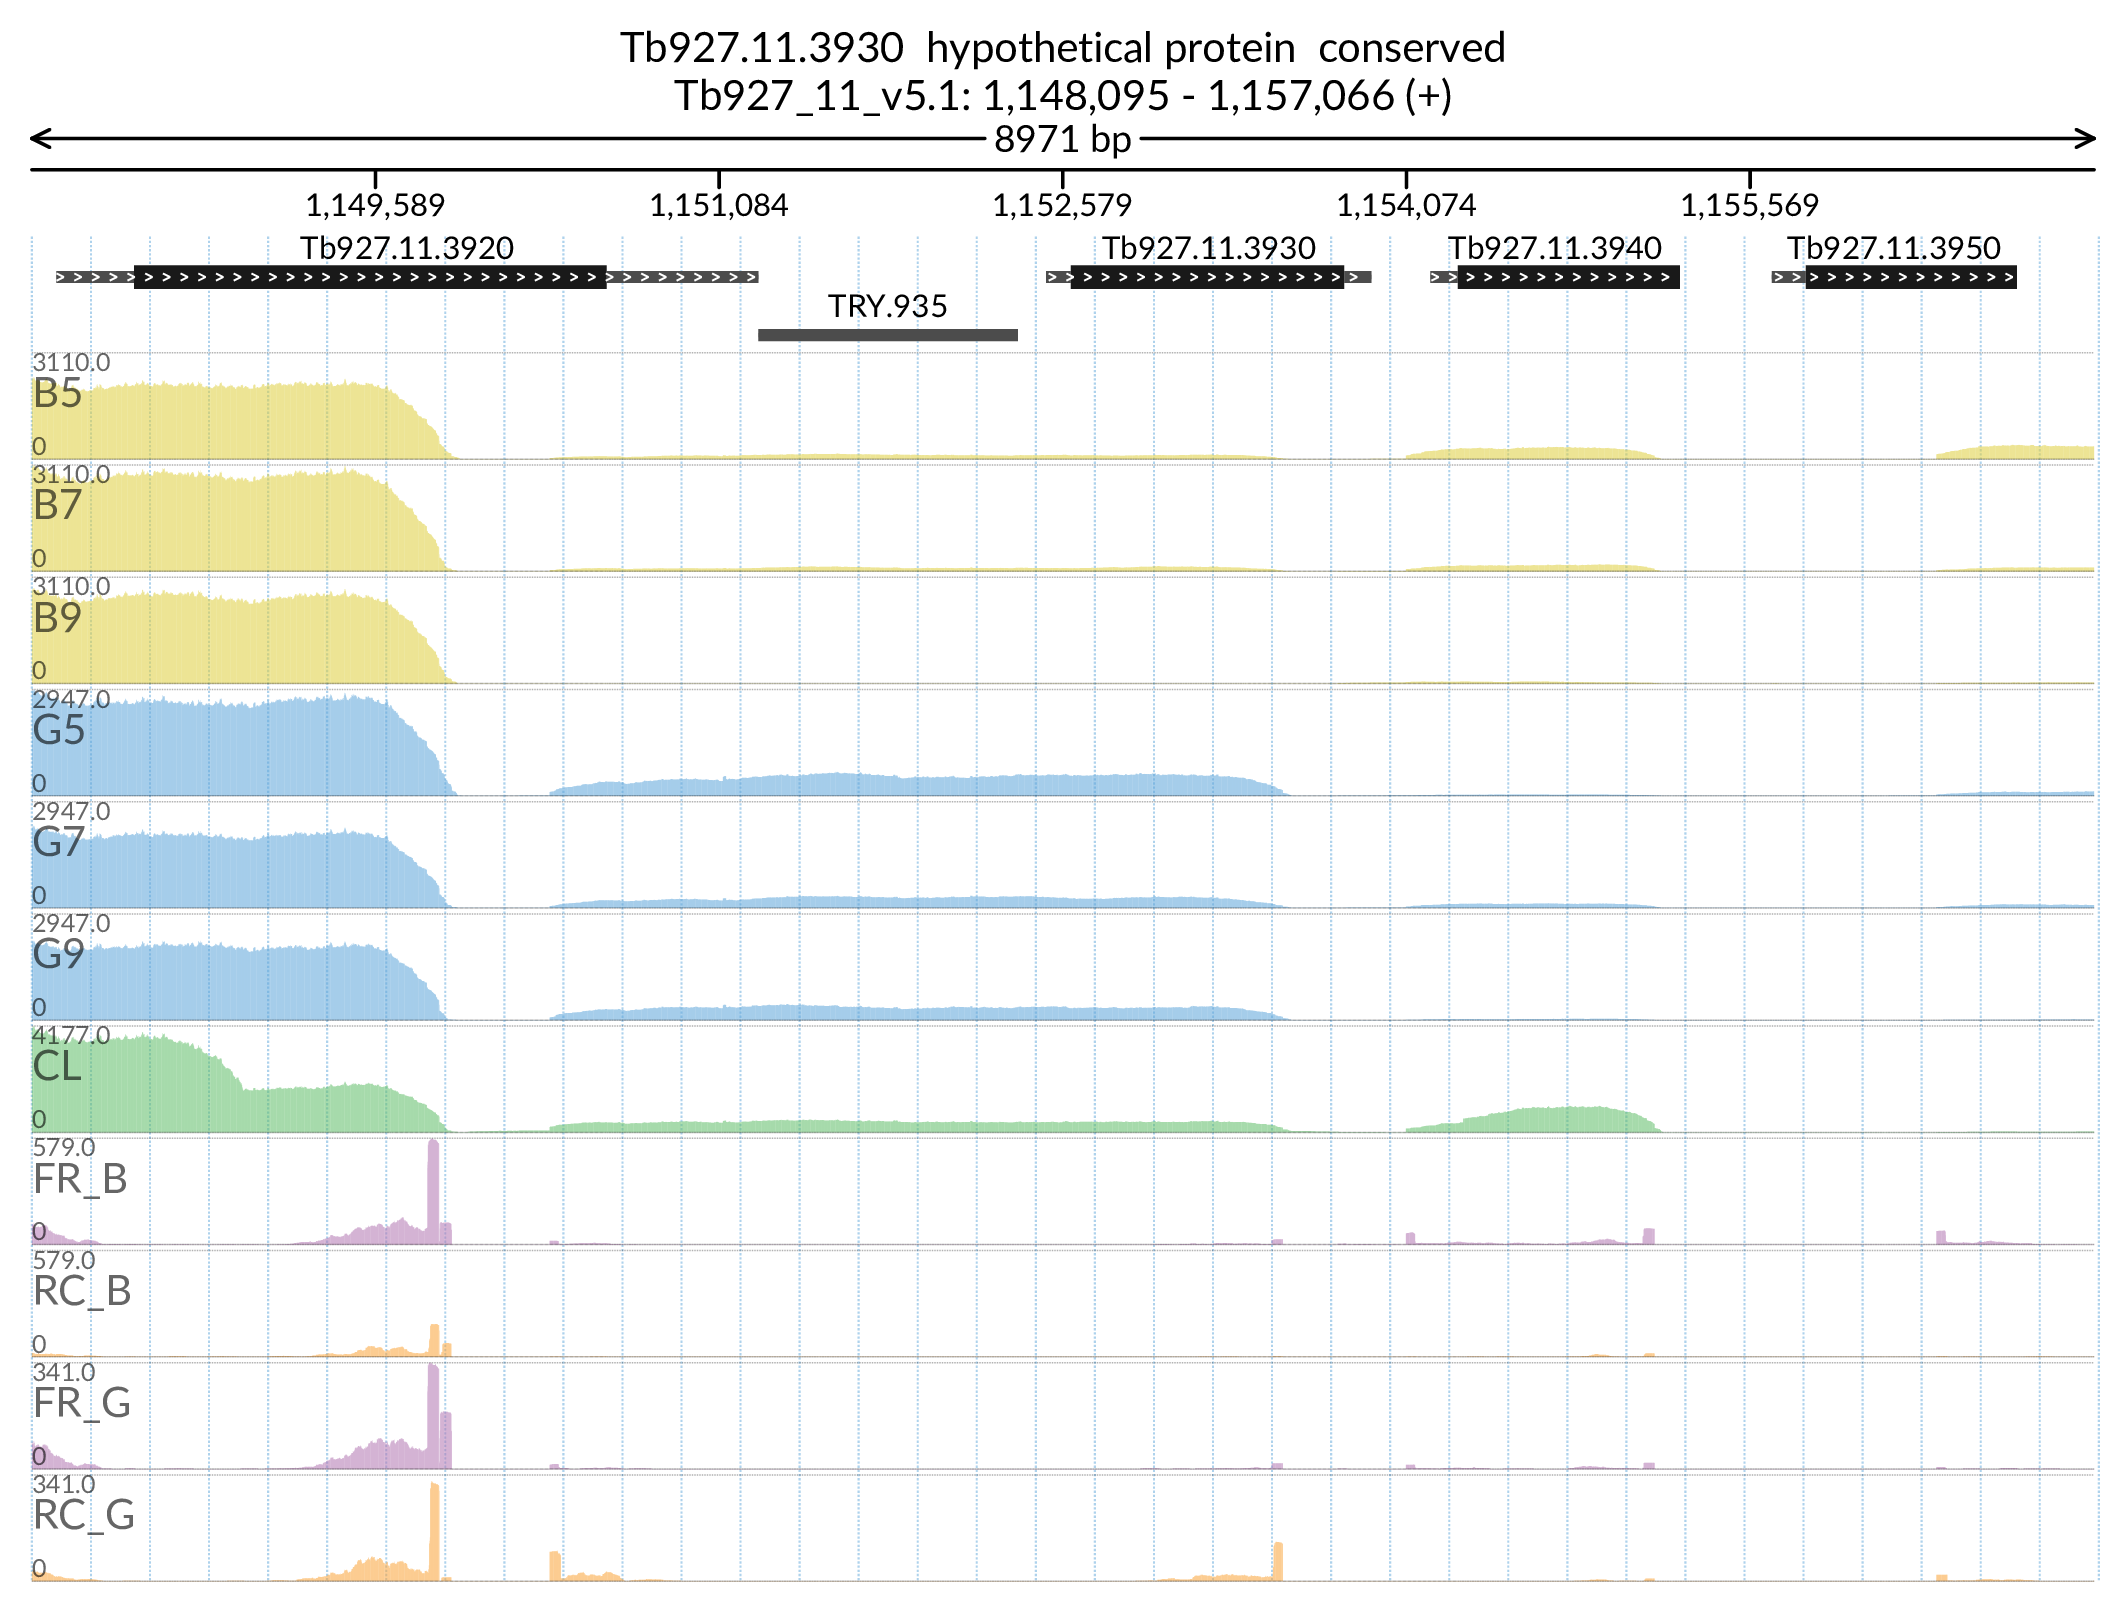 Tb927.11.3930 hypothetical protein conserved
Tb927_11_v5.1: 1,148,095 - 1,157,066 (+)
8971 bp
1,149,589 1,151,084 1,152,579 1,154,074 1,155,569
Tb927.11.3920 Tb927.11.3930 Tb927.11.3940 Tb927.11.3950
TRY.935
3110.0
B5
0
3110.0
B7
0
3110.0
B9
0
2947.0
G5
0
2947.0
G7
0
2947.0
G9
0
4177.0
CL
0
579.0
FR_B
0
579.0
RC_B
0
341.0
FR_G
0
341.0
RC_G
0